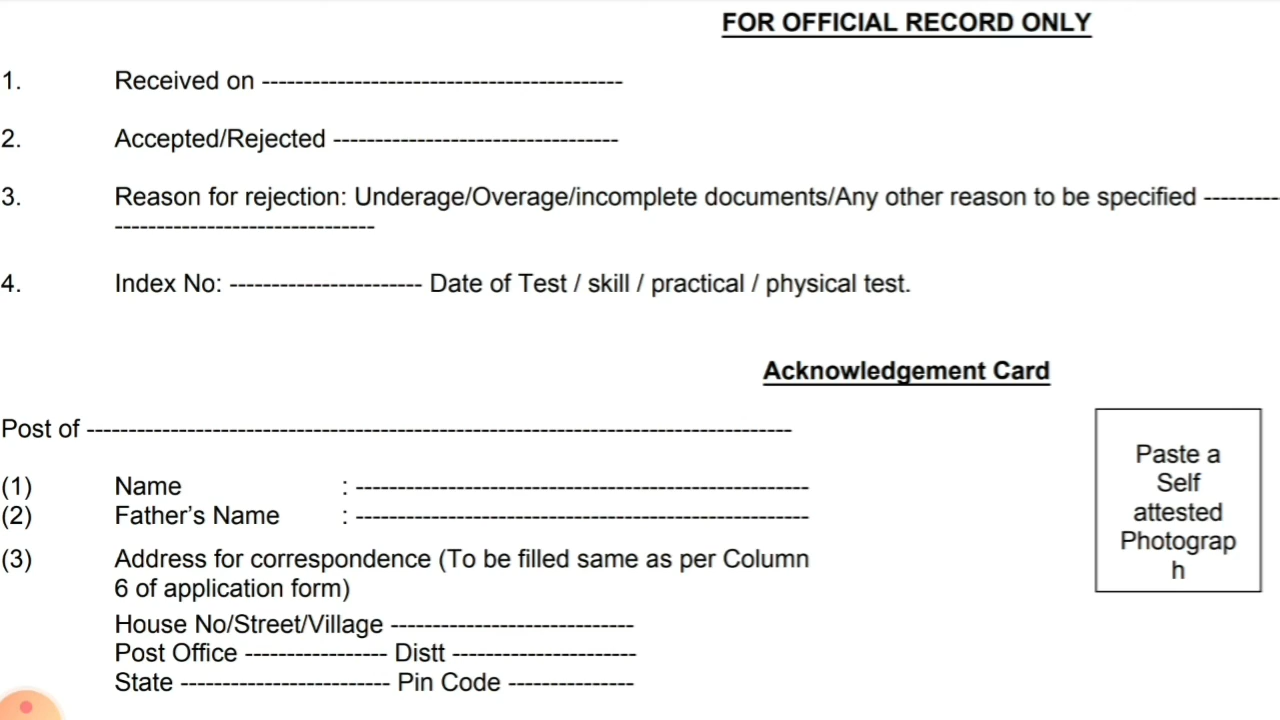 FOR OFFICIAL RECORD ONLY
1. Received on -------------------------------------------
2. Accepted/Rejected ----------------------------------
3. Reason for rejection: Underage/Overage/incomplete documents/Any other reason to be specified ---------
-------------------------------
4. Index No: ----------------------- Date of Test / skill / practical / physical test.
Acknowledgement Card
Post of ------------------------------------------------------------------------------------
(1) Name : ------------------------------------------------------
(2) Father’s Name : ------------------------------------------------------
(3) Address for correspondence (To be filled same as per Column
6 of application form)
House No/Street/Village -----------------------------
Post Office ----------------- Distt ----------------------
State ------------------------- Pin Code ---------------
Paste a
Self
attested
Photograp
h